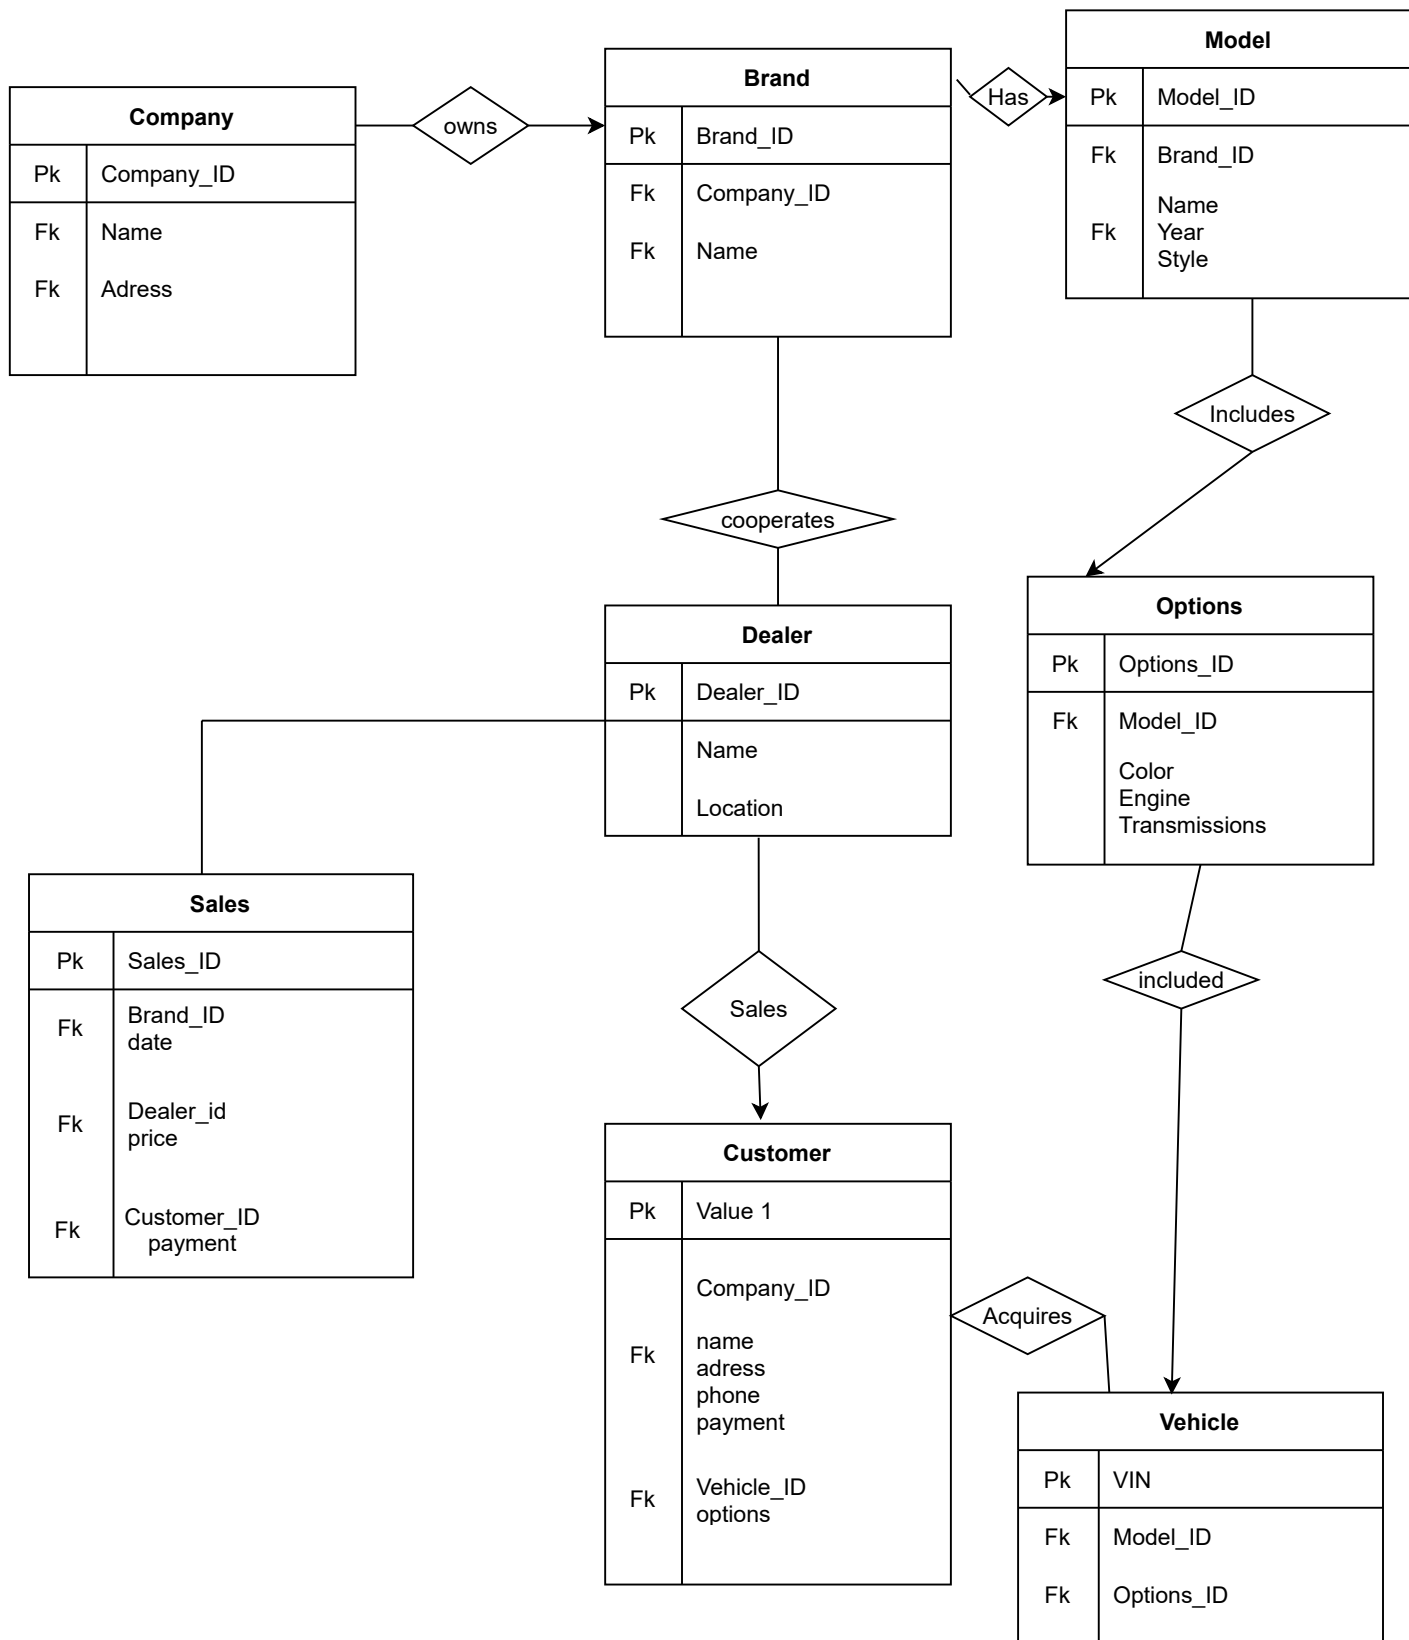 Company
Pk Company_ID
Fk Name
Fk Adress
owns
Brand
Pk Brand_ID
Fk Company_ID
Fk Name
Has
Model
Pk Model_ID
Fk Brand_ID
Name
Fk Year
Style
Includes
cooperates
Options
Pk Options_ID
Fk Model_ID
Color
Engine
Transmissions
Dealer
Pk Dealer_ID
Name
Location
Sales
Pk Sales_ID
Fk Brand_ID
date
Fk Dealer_id
price
Fk Customer_ID
payment
Sales
included
Customer
Pk Value 1
Company_ID
name
Fk adress
phone
payment
Fk Vehicle_ID
options
Acquires
Vehicle
Pk VIN
Fk Model_ID
Fk Options_ID